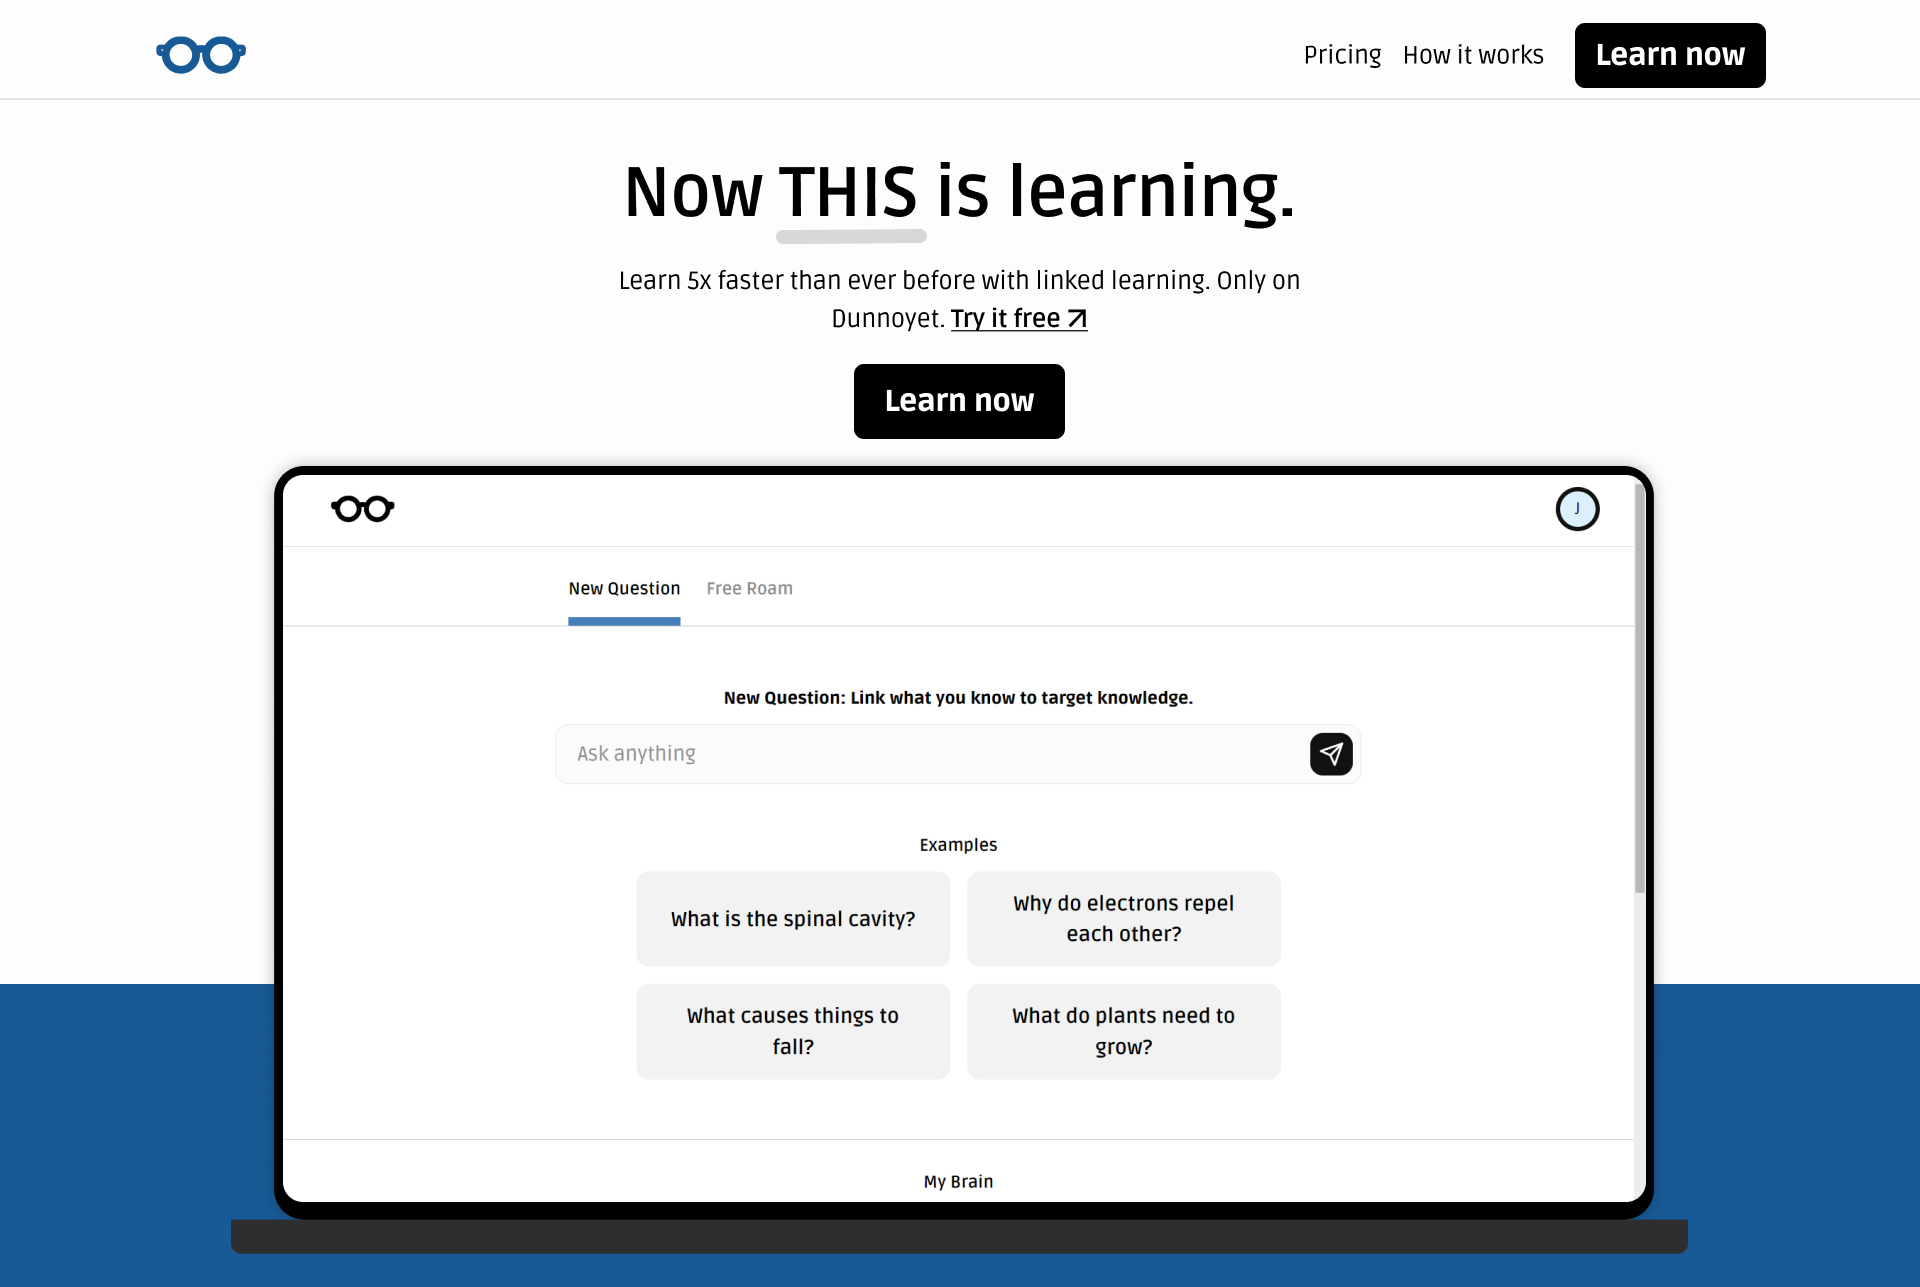 Pricing How it works Learn now
Now THIS is learning.
Learn 5x faster than ever before with linked learning. Only on
Dunnoyet. Try it free
Learn now
J
New Question Free Roam
New Question: Link what you know to target knowledge.
Ask anything
Examples
What is the spinal cavity?
Why do electrons repel
each other?
What causes things to
fall?
What do plants need to
grow?
My Brain